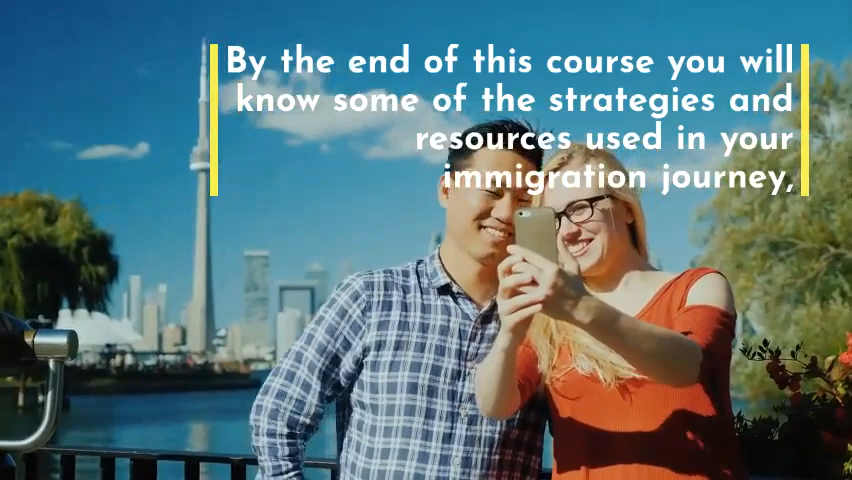 By the end of this course you will
know some of the strategies and
resources used in your
immigration journey,